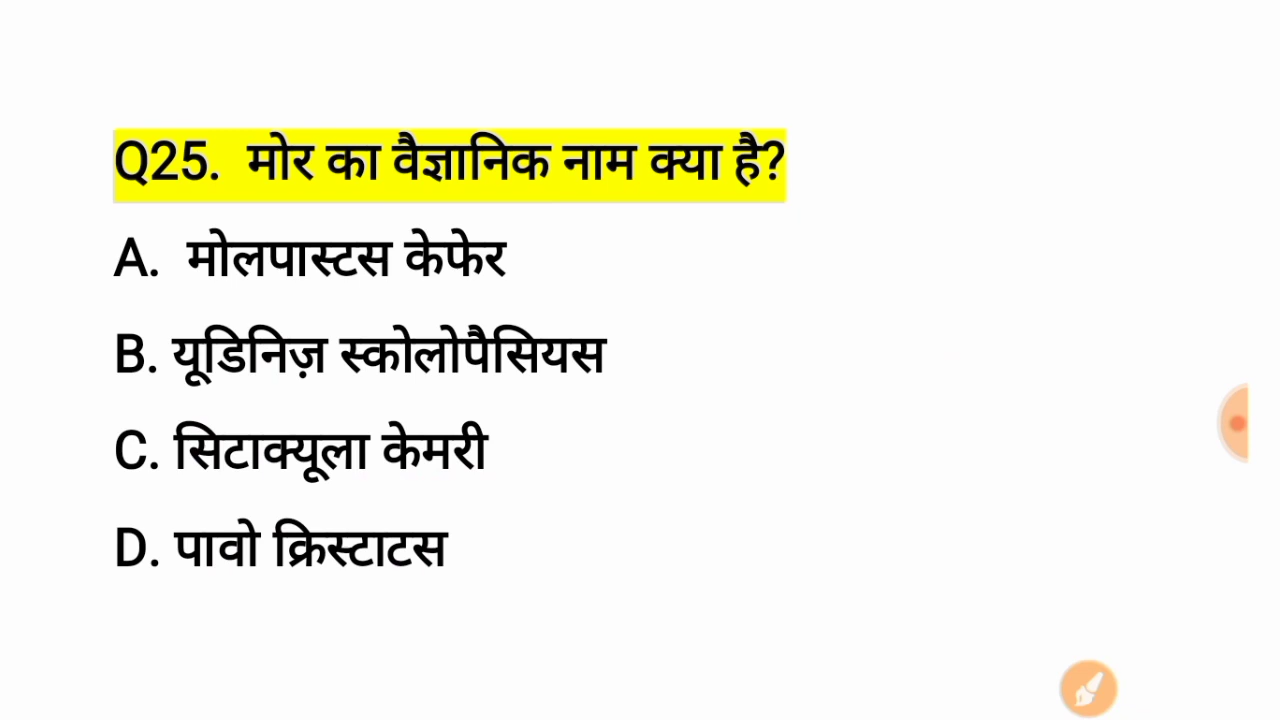 Q25. मोर का वैज्ञानिक नाम क्या है?
A. मोलपास्टस केफेर
B. यूडिनिज़ स्कोलोपैसियस
C. सिटाक्यूला केमरी
D. पावो क्रिस्टाटस